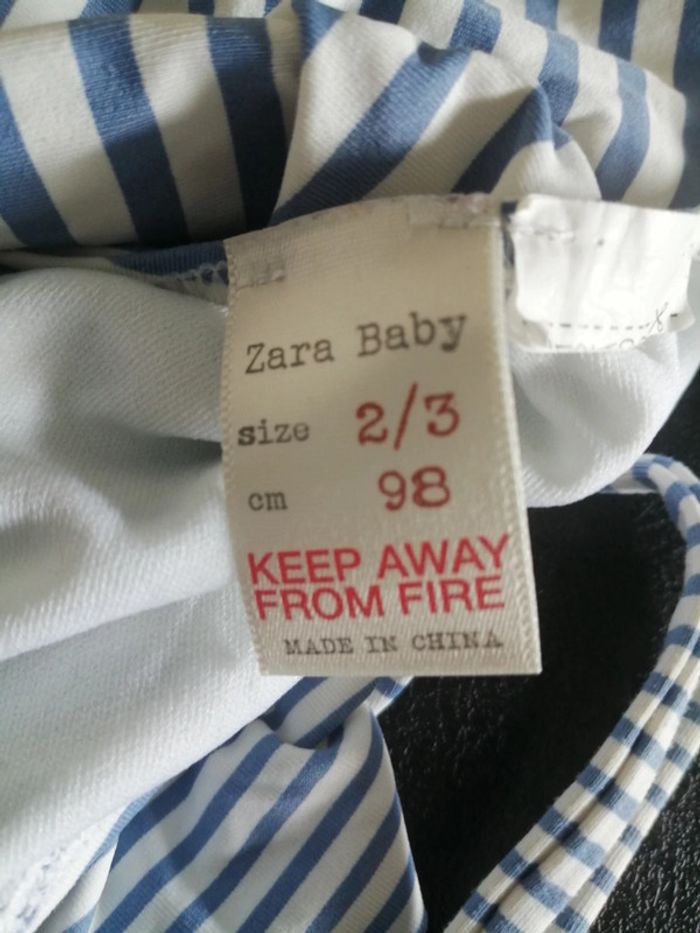 Zara Baby
size 2/3
cm 98
KEEP AWAY
FROM FIRE
MADE IN CHINA